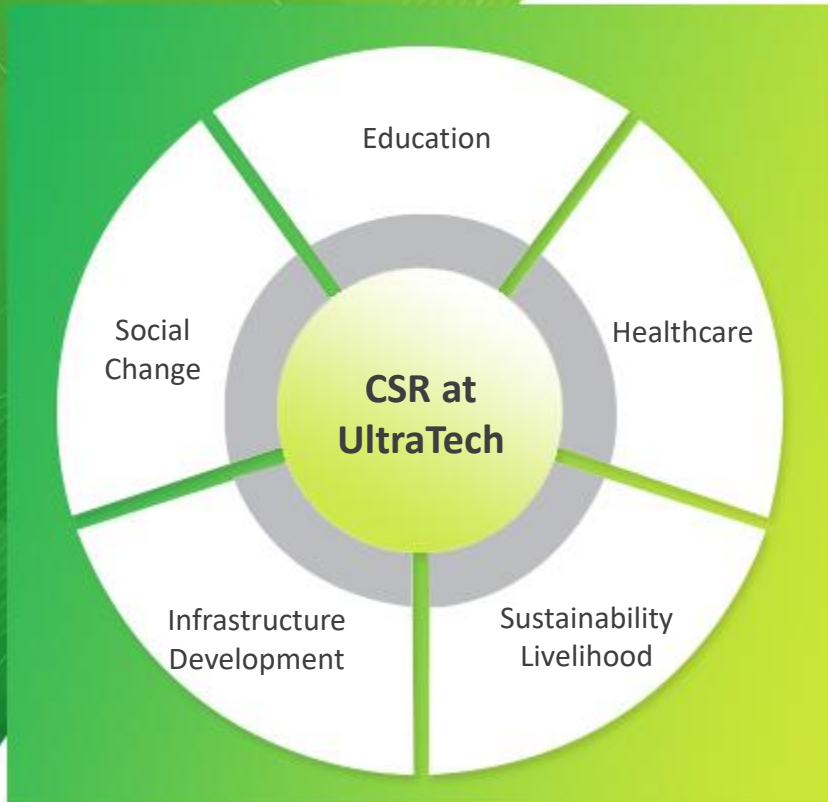 Education
Healthcare
Social
Change
CSR at
UltraTech
Infrastructure
Development
Sustainability
Livelihood